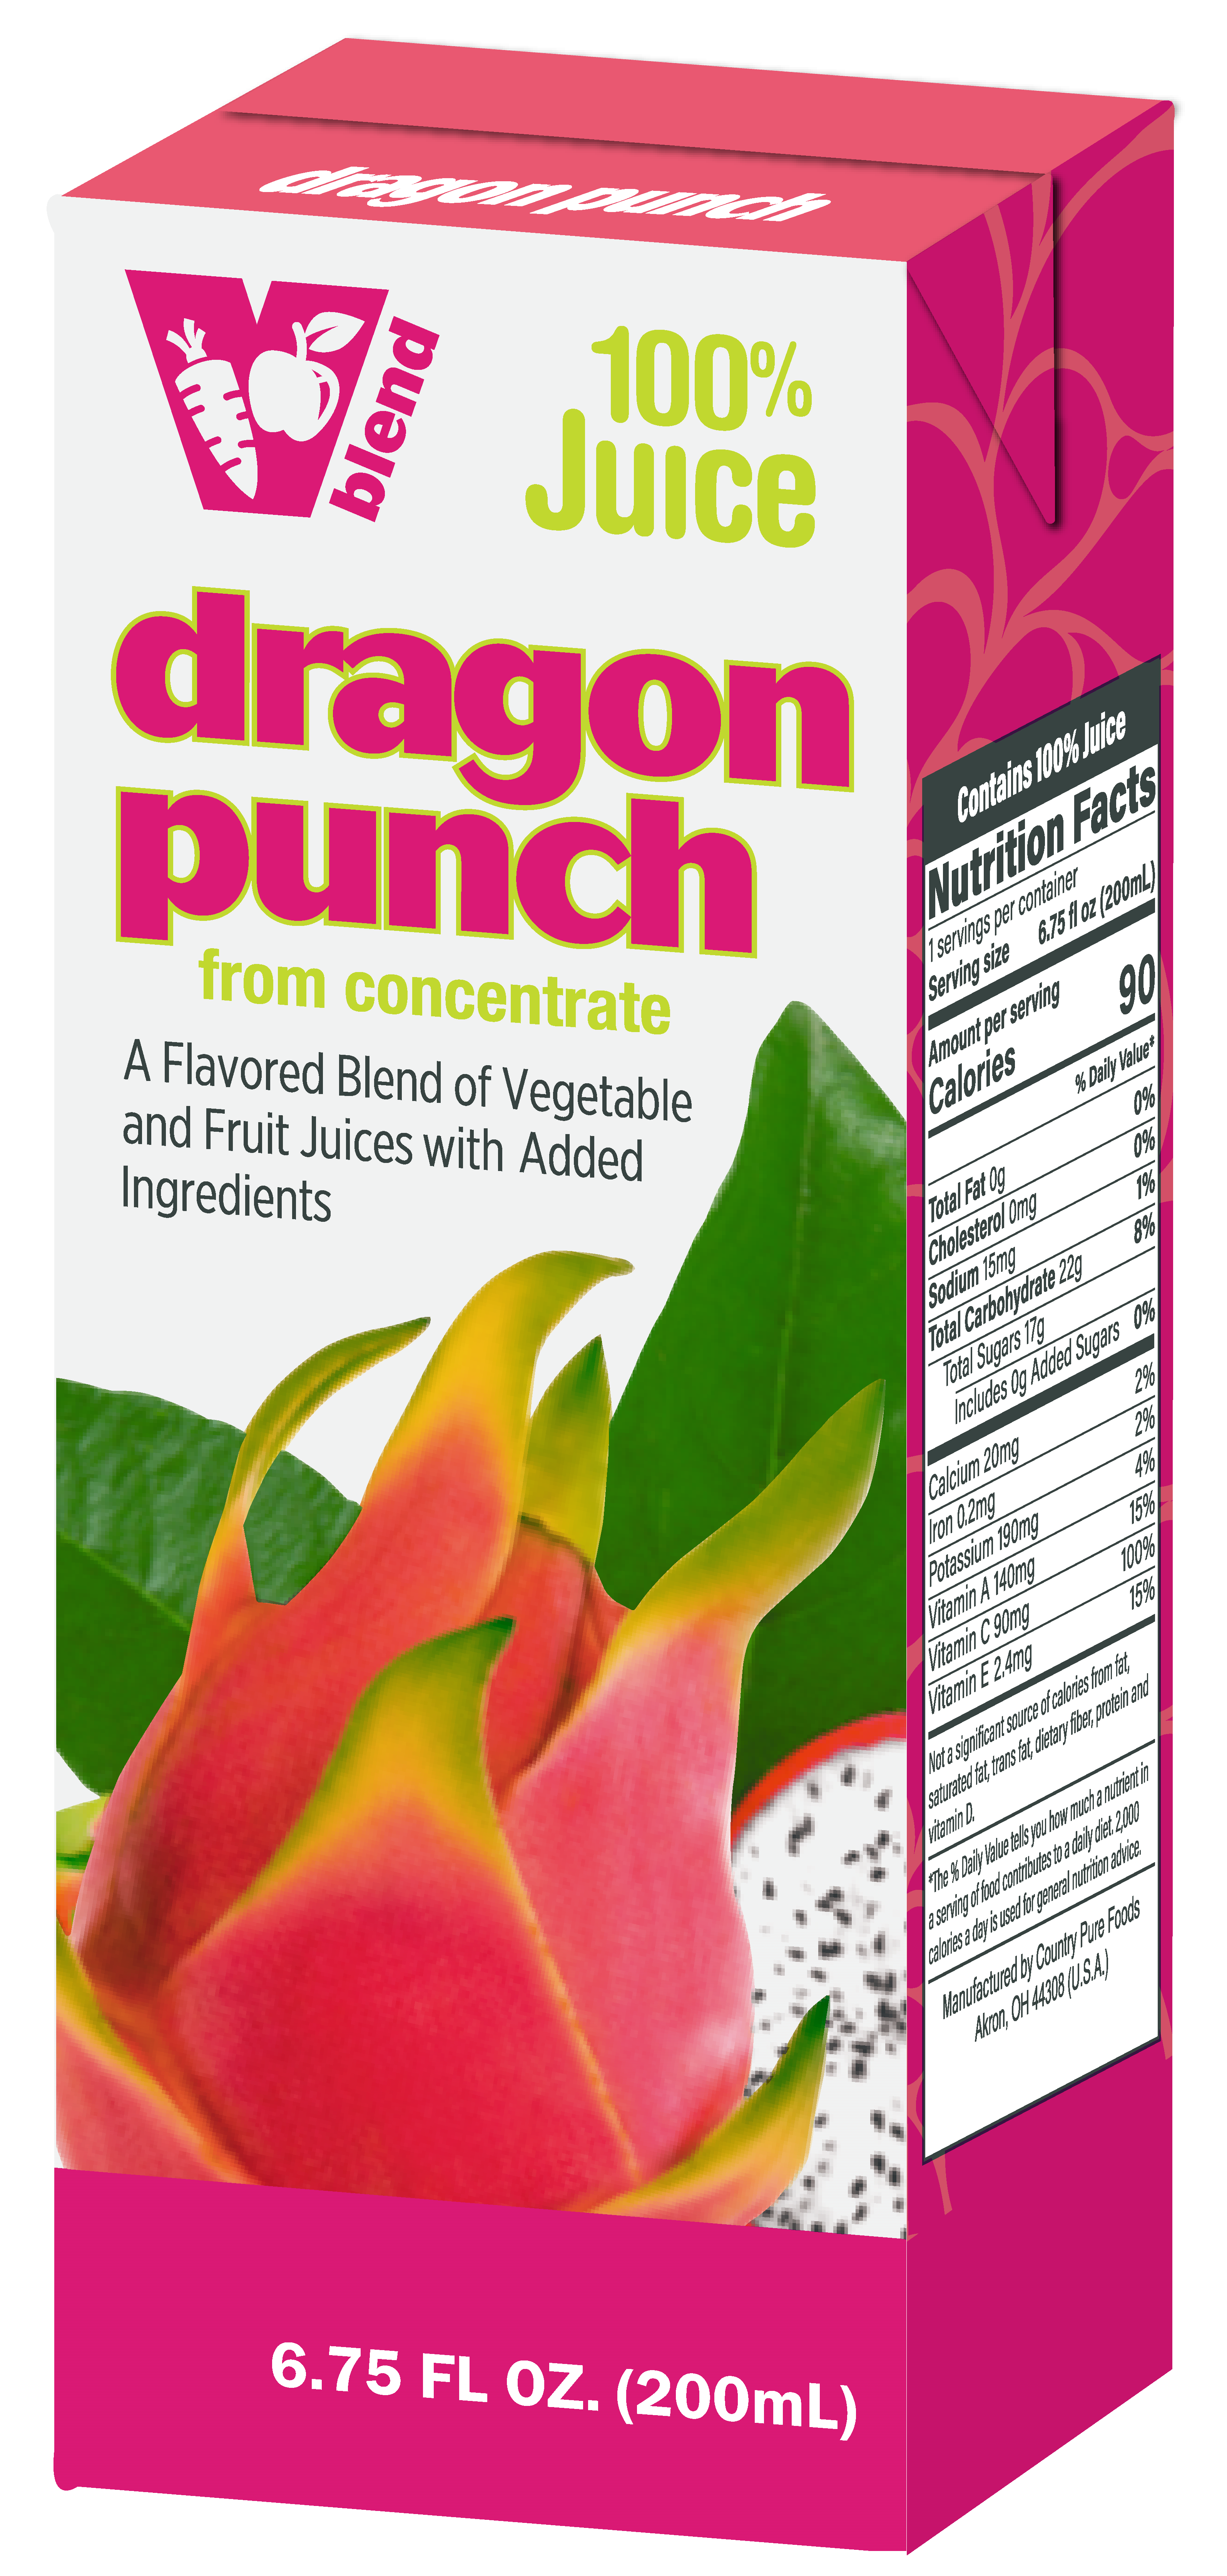 dragon punch
V
blend
100%
Juice
dragon
punch
from concentrate
A Flavored Blend of Vegetable
and Fruit Juices with Added
Ingredients
6.75 FL OZ. (200mL)
Contains 100% Juice
Nutrition Facts
1 servings per container
Serving size 6.75 fl oz (200mL)
Amount per serving
Calories 90
% Daily Value*
Total Fat 0g 0%
Cholesterol 0mg 0%
Sodium 15mg 1%
Total Carbohydrate 22g 8%
Total Sugars 17g
Includes 0g Added Sugars 0%
Calcium 20mg 2%
Iron 0.2mg 2%
Potassium 190mg 4%
Vitamin A 140mg 15%
Vitamin C 90mg 100%
Vitamin E 2.4mg 15%
Not a significant source of calories from fat,
saturated fat, trans fat, dietary fiber, protein and
vitamin D.
*The % Daily Value tells you how much a nutrient in
a serving of food contributes to a daily diet. 2,000
calories a day is used for general nutrition advice.
Manufactured by Country Pure Foods
Akron, OH 44308 (U.S.A.)